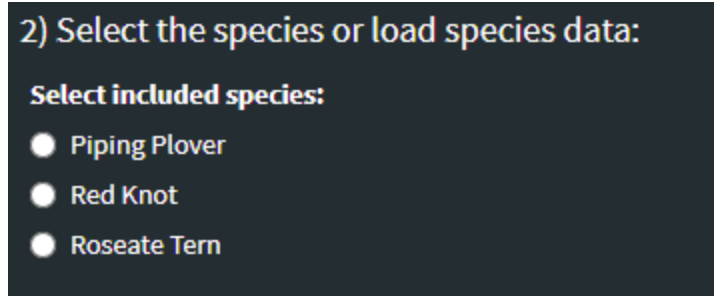 2) Select the species or load species data:
Select included species:
Piping Plover
Red Knot
Roseate Tern